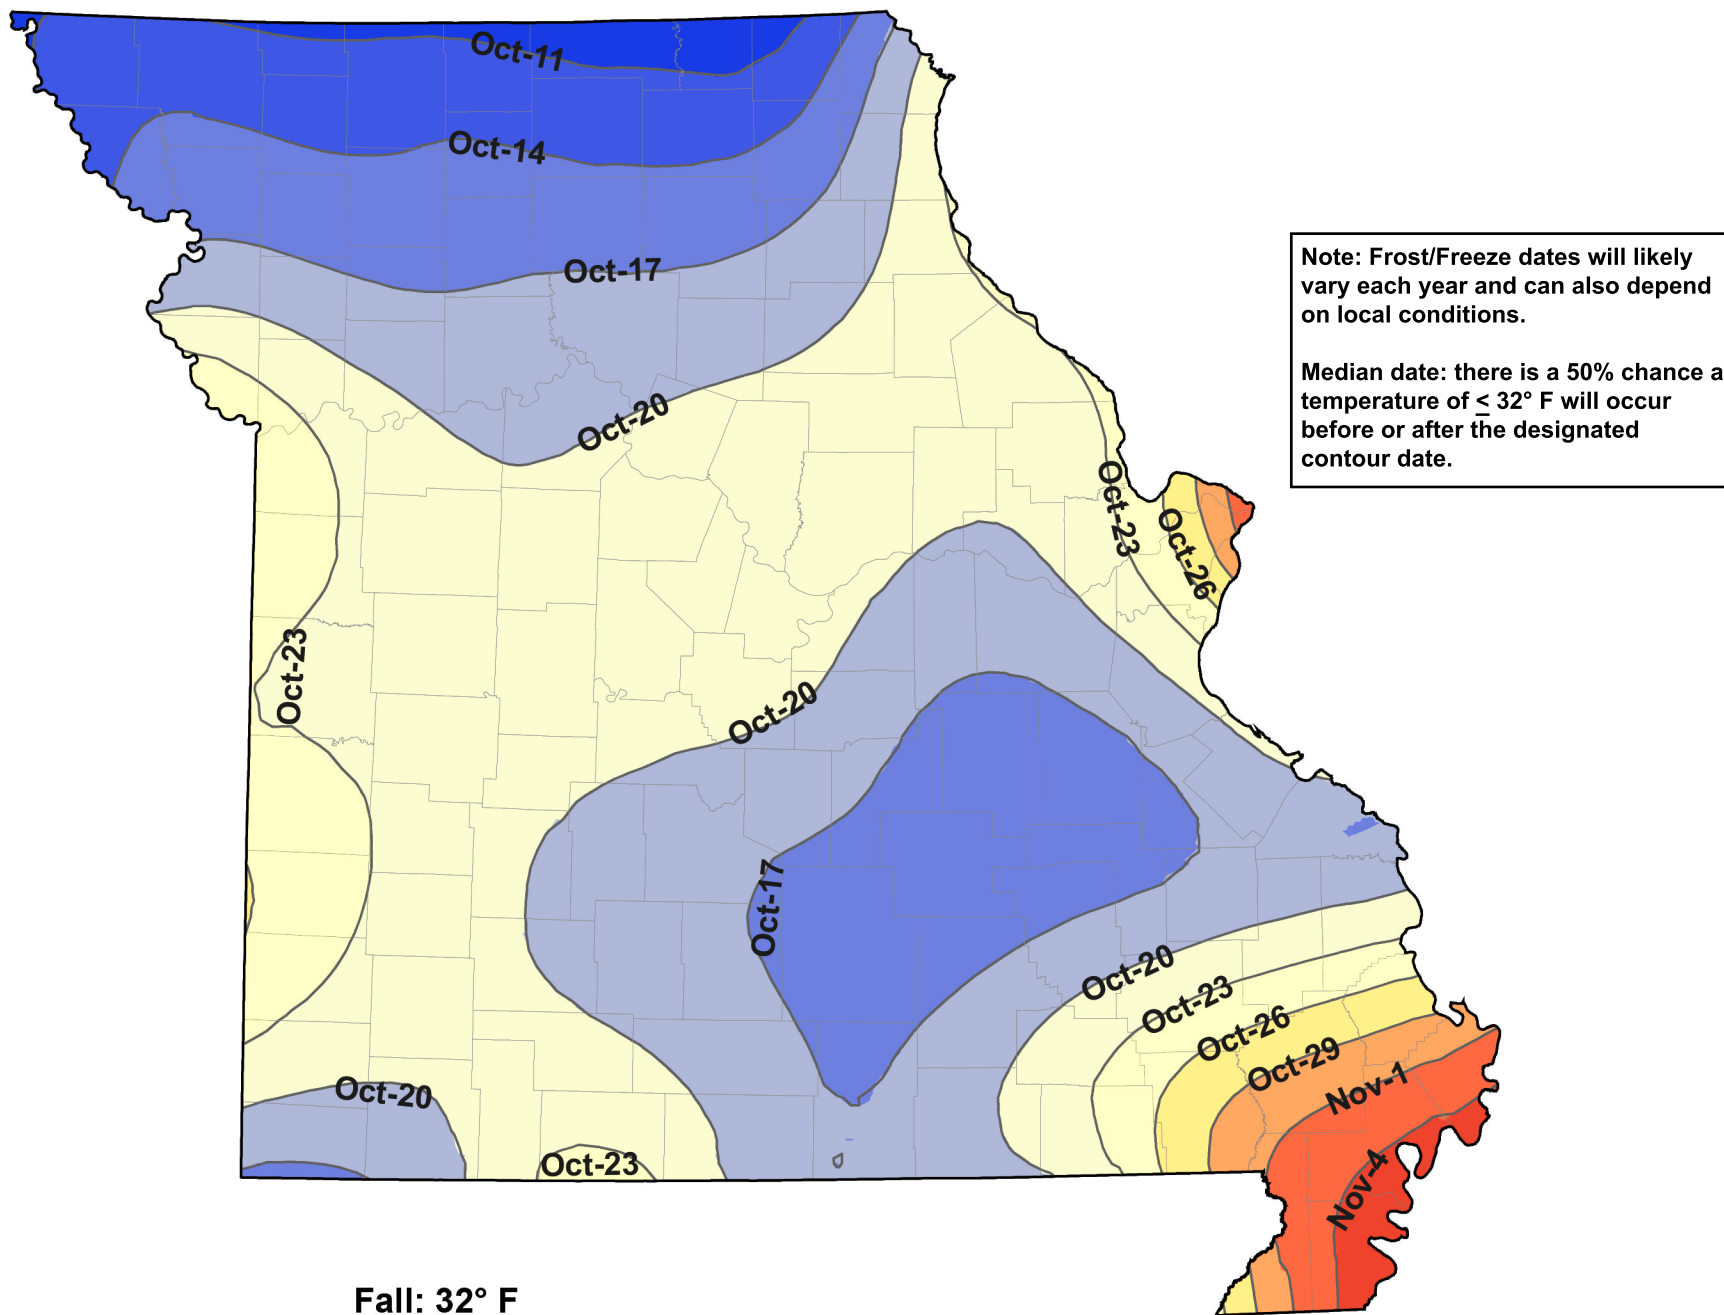 Oct-11
Oct-14
Oct-17
Note: Frost/Freeze dates will likely
vary each year and can also depend
on local conditions.
Median date: there is a 50% chance a
temperature of ≤ 32° F will occur
before or after the designated
contour date.
Oct-20
Oct-23
Oct-26
Oct-23
Oct-20
Oct-17
Oct-20
Oct-23
Oct-26
Oct-29
Nov-1
Oct-20
Oct-23
Nov-4
Fall: 32° F